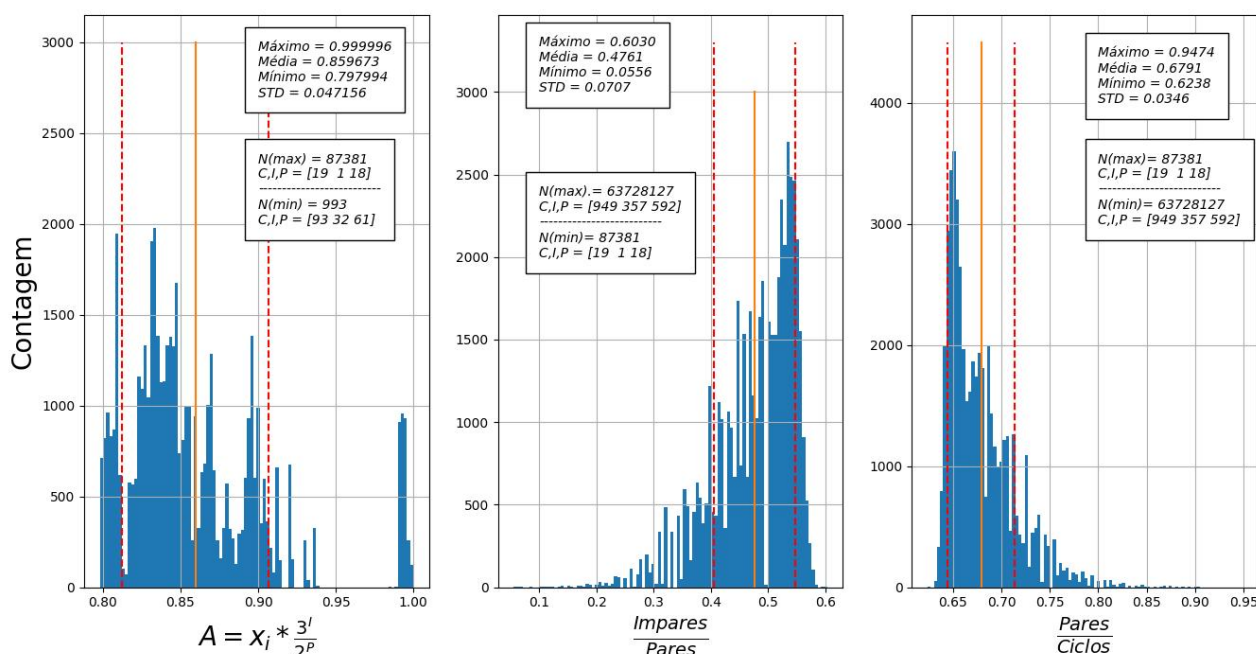 Contagem
3000
2500
2000
1500
1000
500
0
Máximo = 0.999996
Média = 0.859673
Mínimo = 0.797994
STD = 0.047156
N(max) = 87381
C,I,P = [19 1 18]
------------------------
N(min) = 993
C,I,P = [93 32 61]
0.80 0.85 0.90 0.95 1.00
A = x_i * 3^I / 2^P
3000
2500
2000
1500
1000
500
0
Máximo = 0.6030
Média = 0.4761
Mínimo = 0.0556
STD = 0.0707
N(max).= 63728127
C,I,P = [949 357 592]
------------------------
N(min)= 87381
C,I,P = [19 1 18]
0.1 0.2 0.3 0.4 0.5 0.6
Impares
Pares
4000
3000
2000
1000
0
Máximo = 0.9474
Média = 0.6791
Mínimo = 0.6238
STD = 0.0346
N(max)= 87381
C,I,P = [19 1 18]
------------------------
N(min)= 63728127
C,I,P = [949 357 592]
0.65 0.70 0.75 0.80 0.85 0.90 0.95
Pares
Ciclos